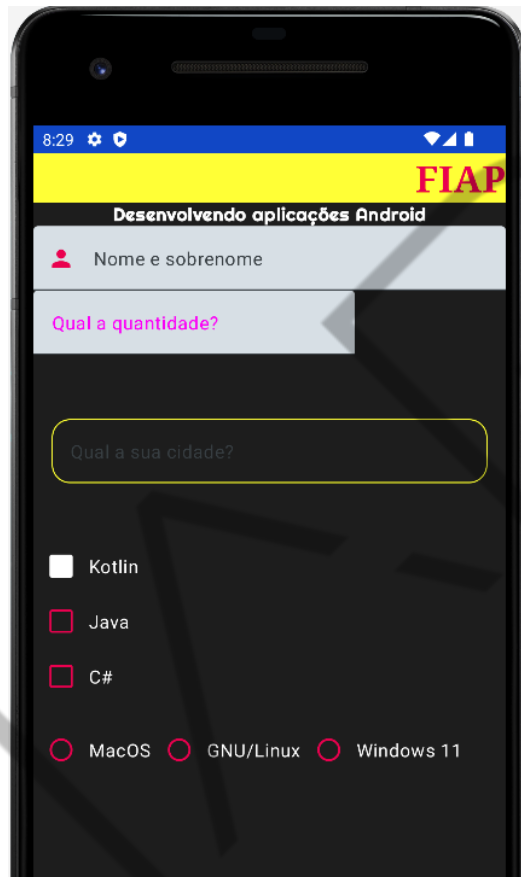 8:29
FIAP
Desenvolvendo aplicações Android
Nome e sobrenome
Qual a quantidade?
Qual a sua cidade?
Kotlin
Java
C#
MacOS GNU/Linux Windows 11